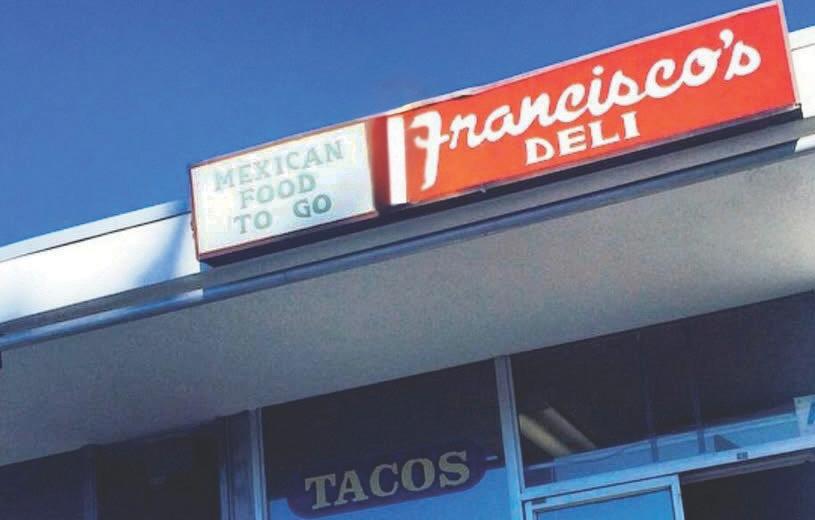 MEXICAN
FOOD
TO GO
Francisco's
DELI
TACOS